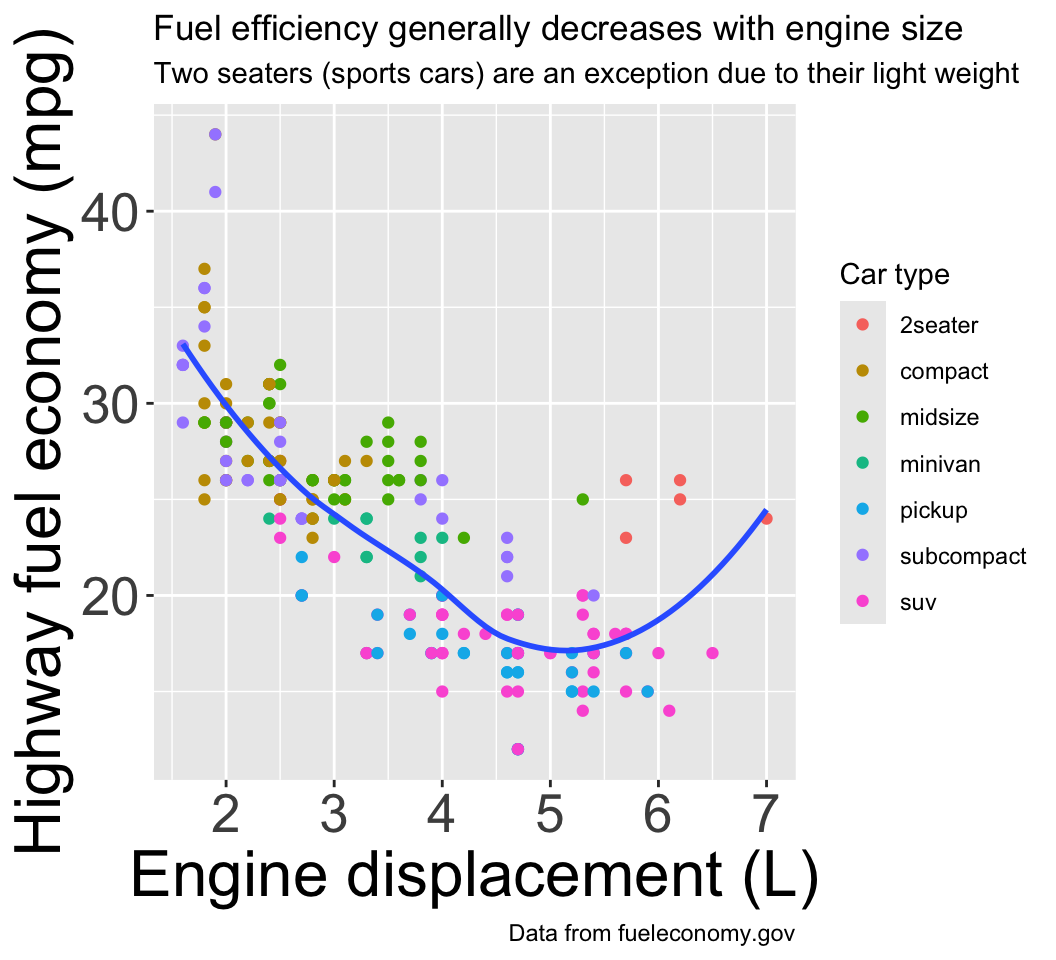 Fuel efficiency generally decreases with engine size
Two seaters (sports cars) are an exception due to their light weight
Highway fuel economy (mpg)
40
30
20
2 3 4 5 6 7
Engine displacement (L)
Car type
2seater
compact
midsize
minivan
pickup
subcompact
suv
Data from fueleconomy.gov